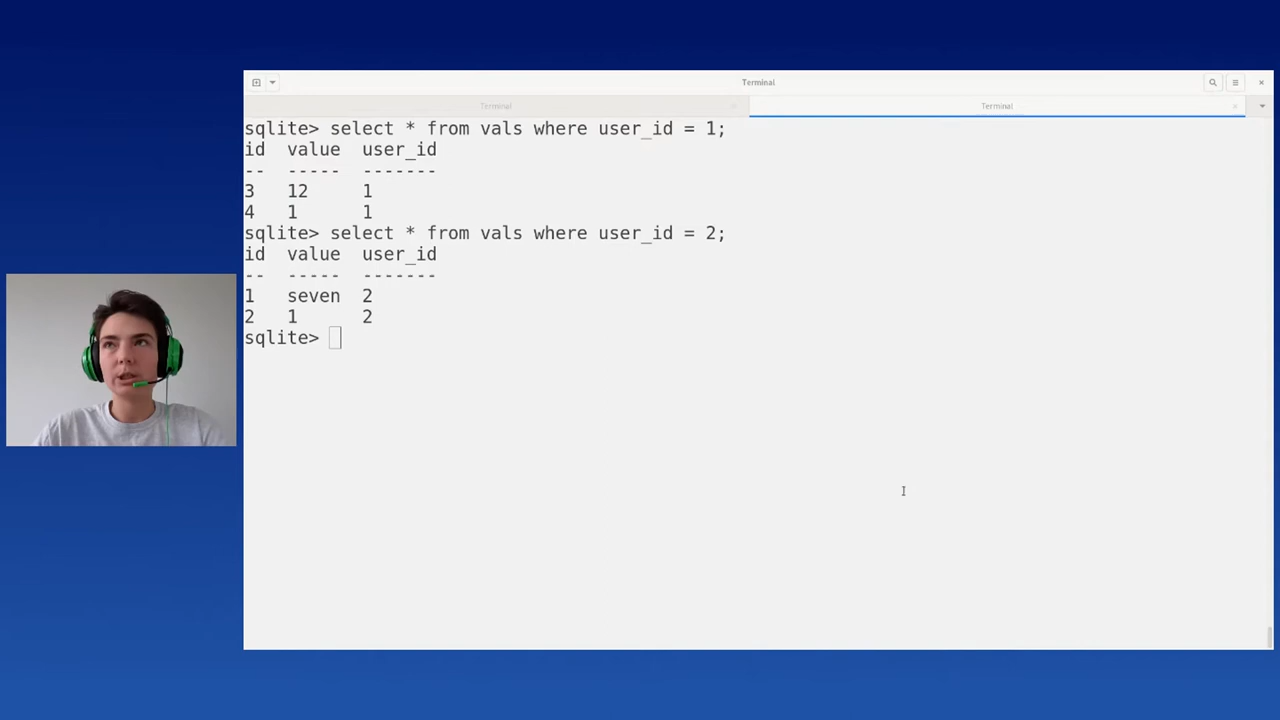 Terminal
Terminal
Terminal
sqlite> select * from vals where user_id = 1;
id  value  user_id
--  -----  -------
3   12     1
4   1      1
sqlite> select * from vals where user_id = 2;
id  value  user_id
--  -----  -------
1   seven  2
2   1      2
sqlite>